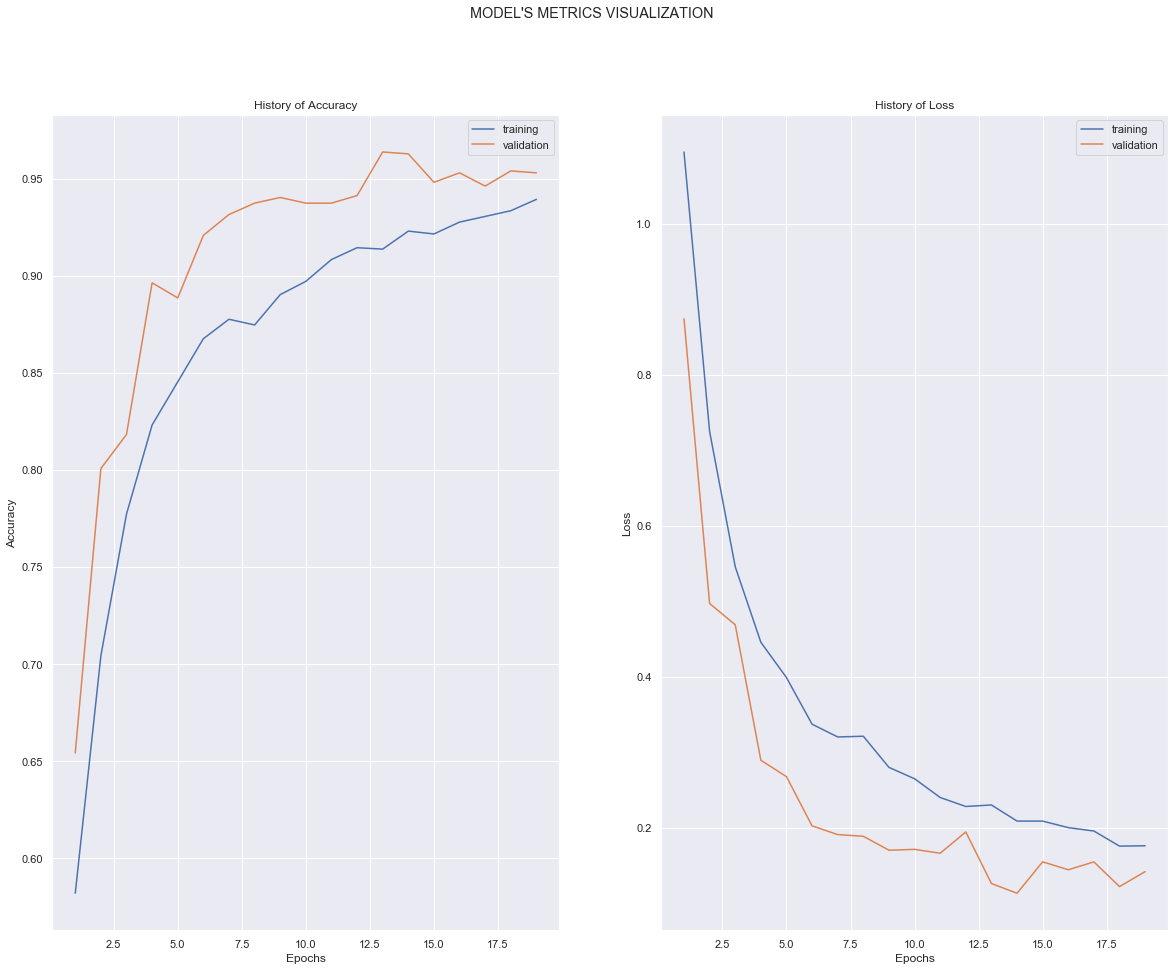 MODEL'S METRICS VISUALIZATION
History of Accuracy
training
validation
0.95
0.90
0.85
0.80
0.75
0.70
0.65
0.60
Accuracy
2.5 5.0 7.5 10.0 12.5 15.0 17.5
Epochs
History of Loss
training
validation
1.0
0.8
0.6
0.4
0.2
Loss
2.5 5.0 7.5 10.0 12.5 15.0 17.5
Epochs